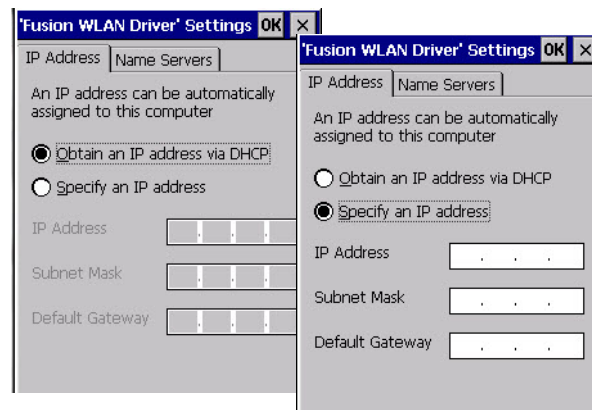 'Fusion WLAN Driver' Settings OK ×
IP Address Name Servers
An IP address can be automatically
assigned to this computer
Obtain an IP address via DHCP
Specify an IP address
IP Address . . .
Subnet Mask . . .
Default Gateway . . .
'Fusion WLAN Driver' Settings OK ×
IP Address Name Servers
An IP address can be automatically
assigned to this computer
Obtain an IP address via DHCP
Specify an IP address
IP Address . . .
Subnet Mask . . .
Default Gateway . . .